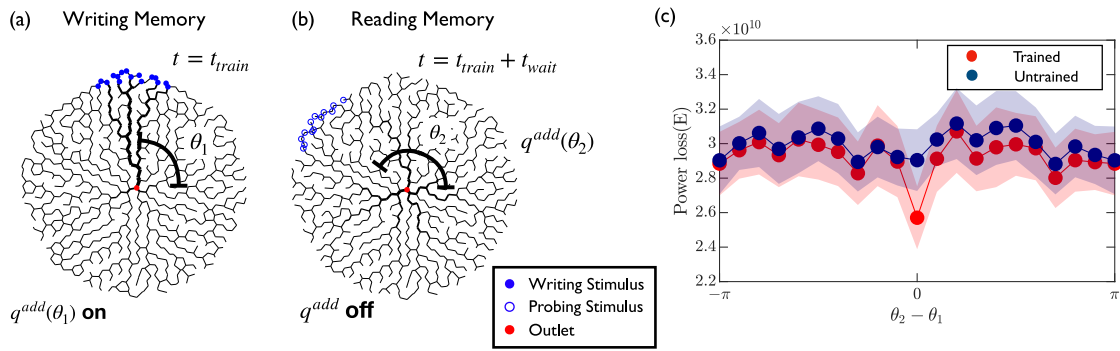 (a) Writing Memory
t = t_train
θ₁
q^add(θ₁) on
(b) Reading Memory
t = t_train + t_wait
θ₂
q^add(θ₂)
q^add off
Writing Stimulus
Probing Stimulus
Outlet
(c)
×10¹⁰
Trained
Untrained
3.6
3.4
3.2
3.0
2.8
2.6
2.4
2.2
Power loss(E)
−π 0 π
θ₂ − θ₁